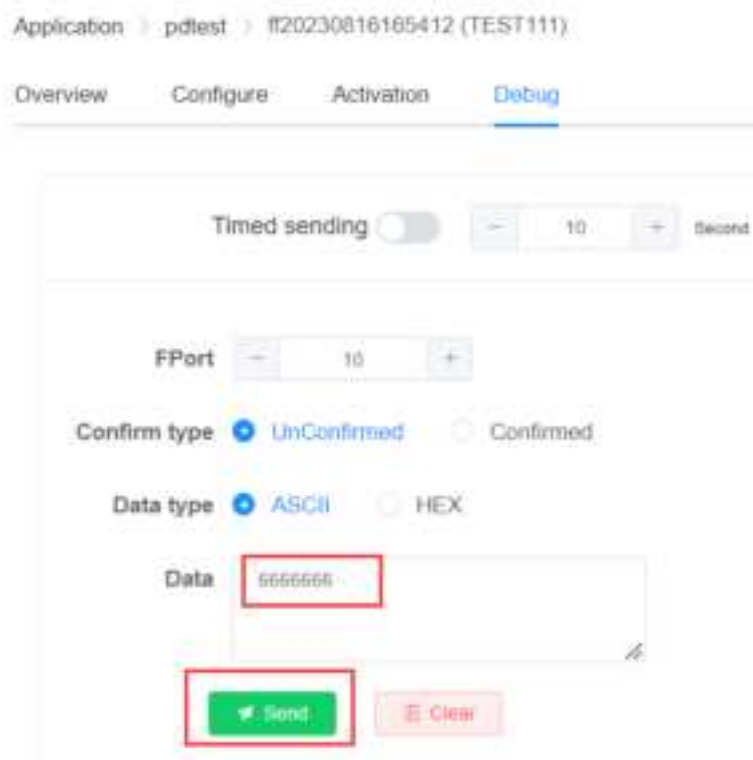 Application > pdtest > ff20230816165412 (TEST111)
Overview Configure Activation Debug
Timed sending − 10 + Second
FPort − 10 +
Confirm type UnConfirmed Confirmed
Data type ASCII HEX
Data 6666666
Send Clear